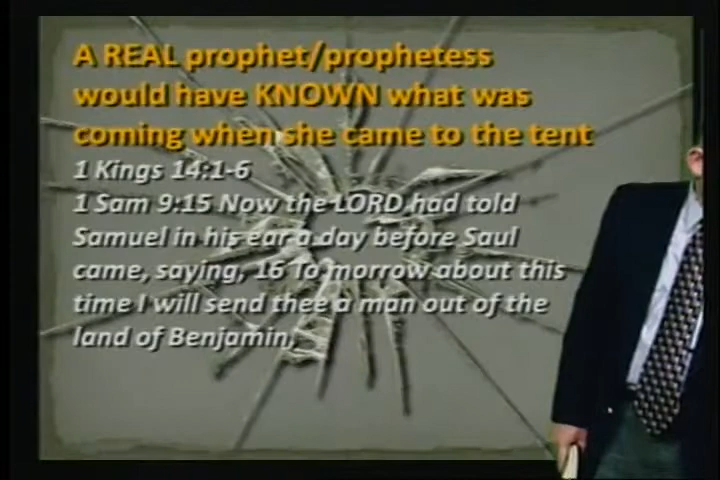 A REAL prophet/prophetess
would have KNOWN what was
coming when she came to the tent
1 Kings 14:1-6
1 Sam 9:15 Now the LORD had told
Samuel in his ear a day before Saul
came, saying, 16 To morrow about this
time I will send thee a man out of the
land of Benjamin,